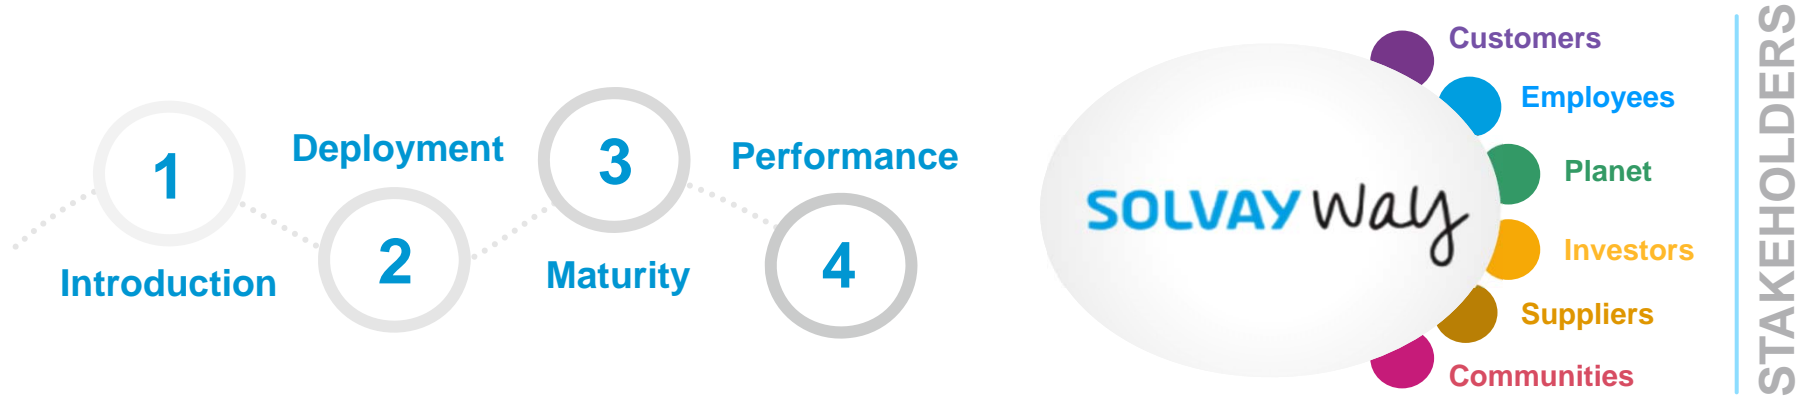 1
Introduction
Deployment
2
3
Maturity
Performance
4
SOLVAY Way
Customers
Employees
Planet
Investors
Suppliers
Communities
STAKEHOLDERS